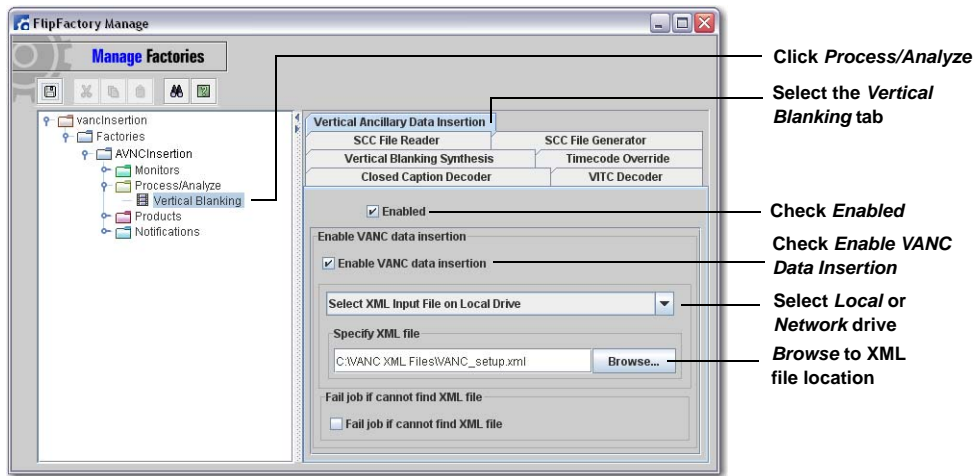 FlipFactory Manage
Manage Factories
vancInsertion
Factories
AVNCInsertion
Monitors
Process/Analyze
Vertical Blanking
Products
Notifications
Vertical Ancillary Data Insertion
SCC File Reader
SCC File Generator
Vertical Blanking Synthesis
Timecode Override
Closed Caption Decoder
VITC Decoder
Enabled
Enable VANC data insertion
Enable VANC data insertion
Select XML Input File on Local Drive
Specify XML file
C:\VANC XML Files\VANC_setup.xml
Browse...
Fail job if cannot find XML file
Fail job if cannot find XML file
Click Process/Analyze
Select the Vertical
Blanking tab
Check Enabled
Check Enable VANC
Data Insertion
Select Local or
Network drive
Browse to XML
file location